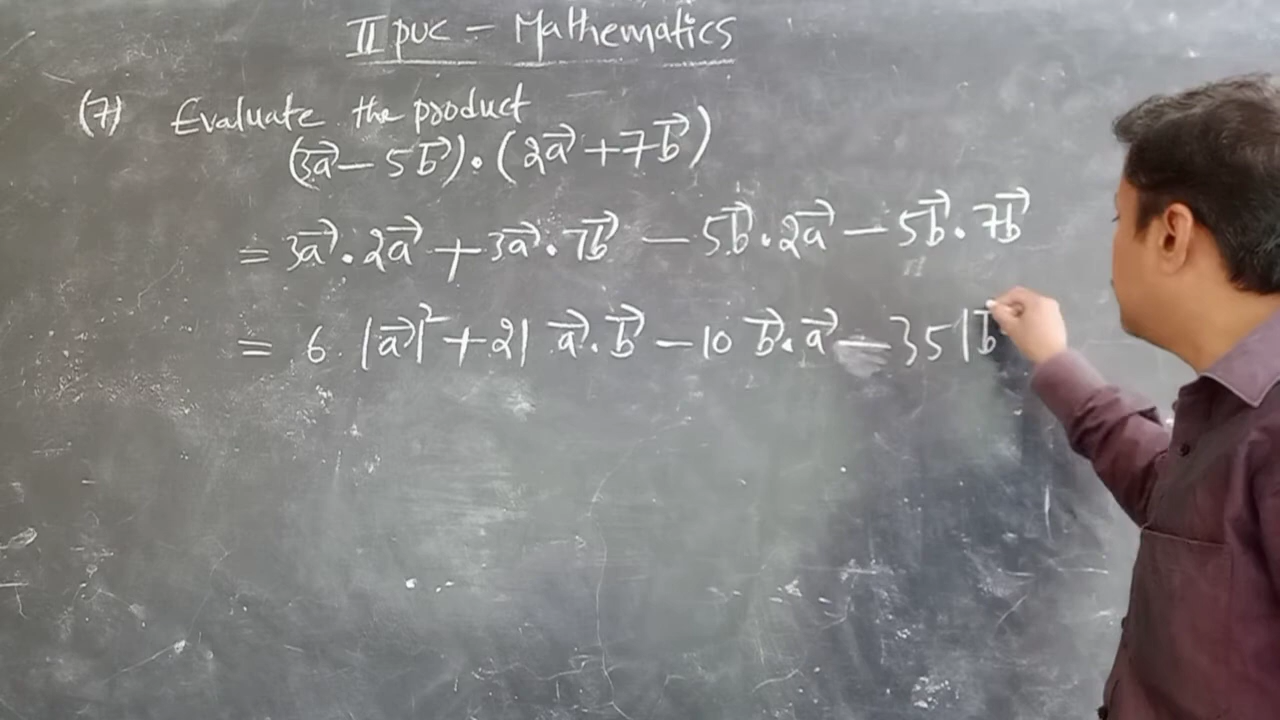 II PUC - Mathematics
(7) Evaluate the product
(3a⃗ - 5b⃗) · (2a⃗ + 7b⃗)
= 3a⃗ · 2a⃗ + 3a⃗ · 7b⃗ - 5b⃗ · 2a⃗ - 5b⃗ · 7b⃗
= 6 |a⃗|² + 21 a⃗ · b⃗ - 10 b⃗ · a⃗ - 35 |b⃗